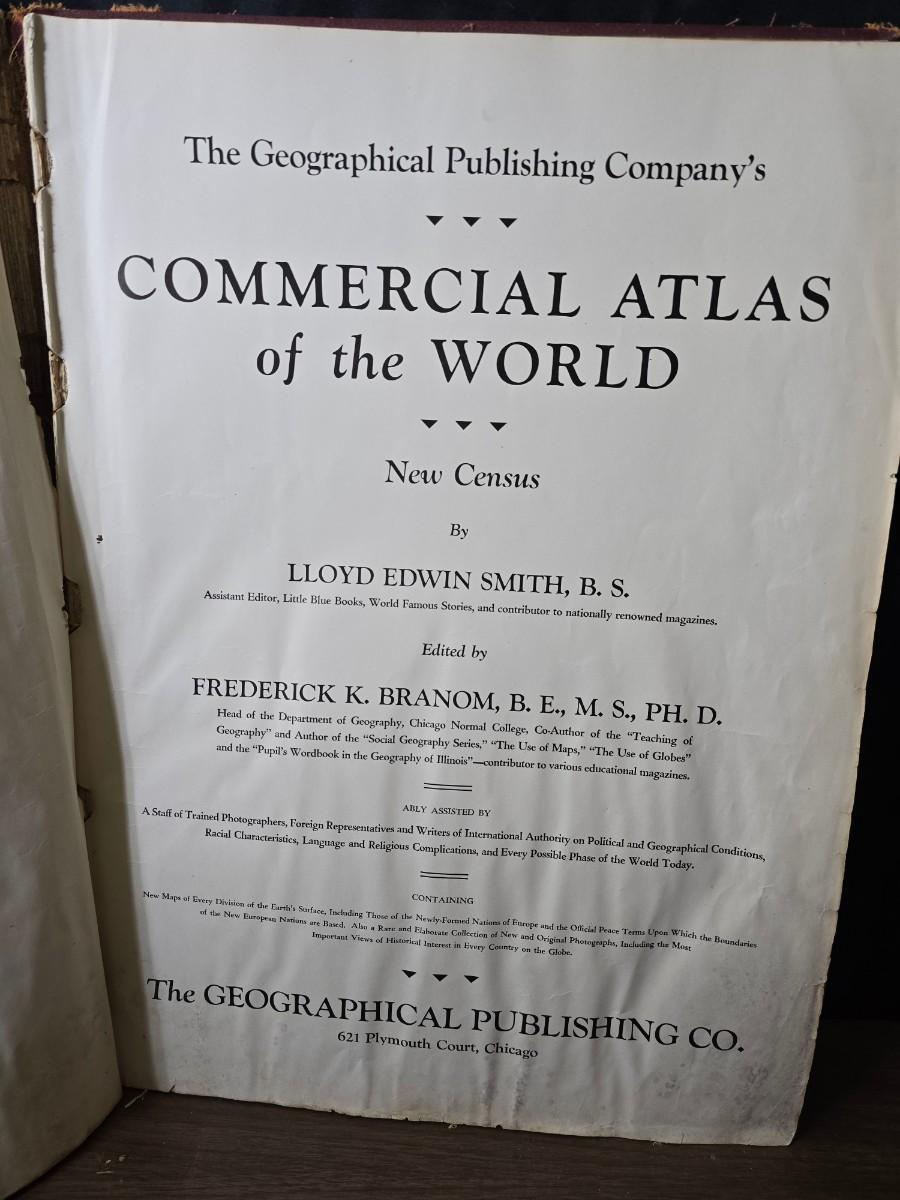 The Geographical Publishing Company's
COMMERCIAL ATLAS
of the WORLD
New Census
By
LLOYD EDWIN SMITH, B. S.
Assistant Editor, Little Blue Books, World Famous Stories, and contributor to nationally renowned magazines.
Edited by
FREDERICK K. BRANOM, B. E., M. S., PH. D.
Head of the Department of Geography, Chicago Normal College, Co-Author of the "Teaching of
Geography" and Author of the "Social Geography Series," "The Use of Maps," "The Use of Globes"
and the "Pupil's Wordbook in the Geography of Illinois"—contributor to various educational magazines.
ABLY ASSISTED BY
A Staff of Trained Photographers, Foreign Representatives and Writers of International Authority on Political and Geographical Conditions,
Racial Characteristics, Language and Religious Complications, and Every Possible Phase of the World Today.
CONTAINING
New Maps of Every Division of the Earth's Surface, Including Those of the Newly-Formed Nations of Europe and the Official Peace Terms Upon Which the Boundaries
of the New European Nations are Based. Also a Rare and Elaborate Collection of New and Original Photographs, Including the Most
Important Views of Historical Interest in Every Country on the Globe.
The GEOGRAPHICAL PUBLISHING CO.
621 Plymouth Court, Chicago